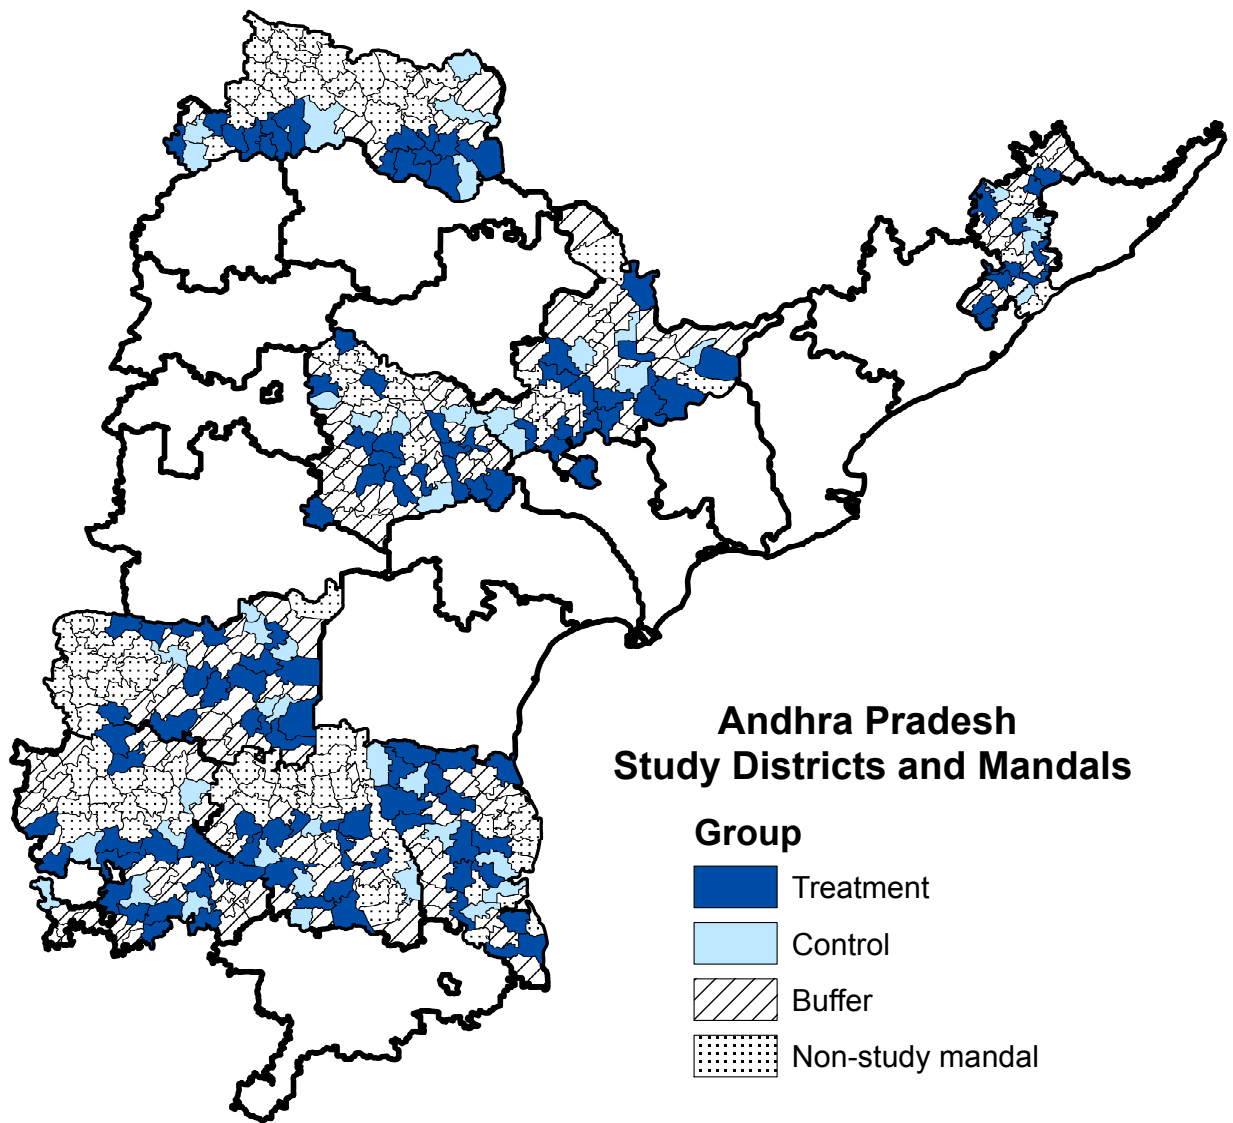 Andhra Pradesh
Study Districts and Mandals
Group
Treatment
Control
Buffer
Non-study mandal